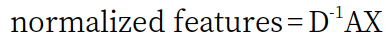 normalized features = D⁻¹AX